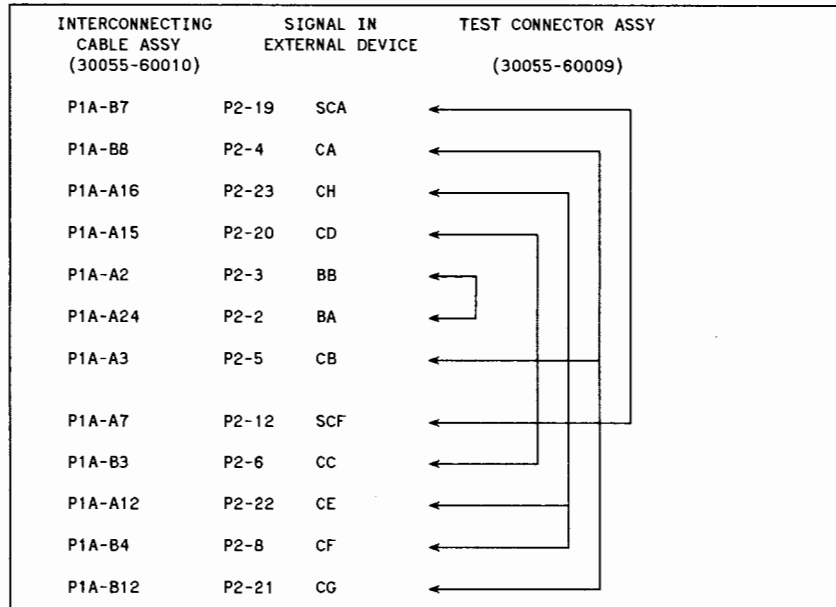 INTERCONNECTING SIGNAL IN TEST CONNECTOR ASSY
CABLE ASSY EXTERNAL DEVICE
(30055-60010) (30055-60009)
P1A-B7 P2-19 SCA
P1A-B8 P2-4 CA
P1A-A16 P2-23 CH
P1A-A15 P2-20 CD
P1A-A2 P2-3 BB
P1A-A24 P2-2 BA
P1A-A3 P2-5 CB
P1A-A7 P2-12 SCF
P1A-B3 P2-6 CC
P1A-A12 P2-22 CE
P1A-B4 P2-8 CF
P1A-B12 P2-21 CG